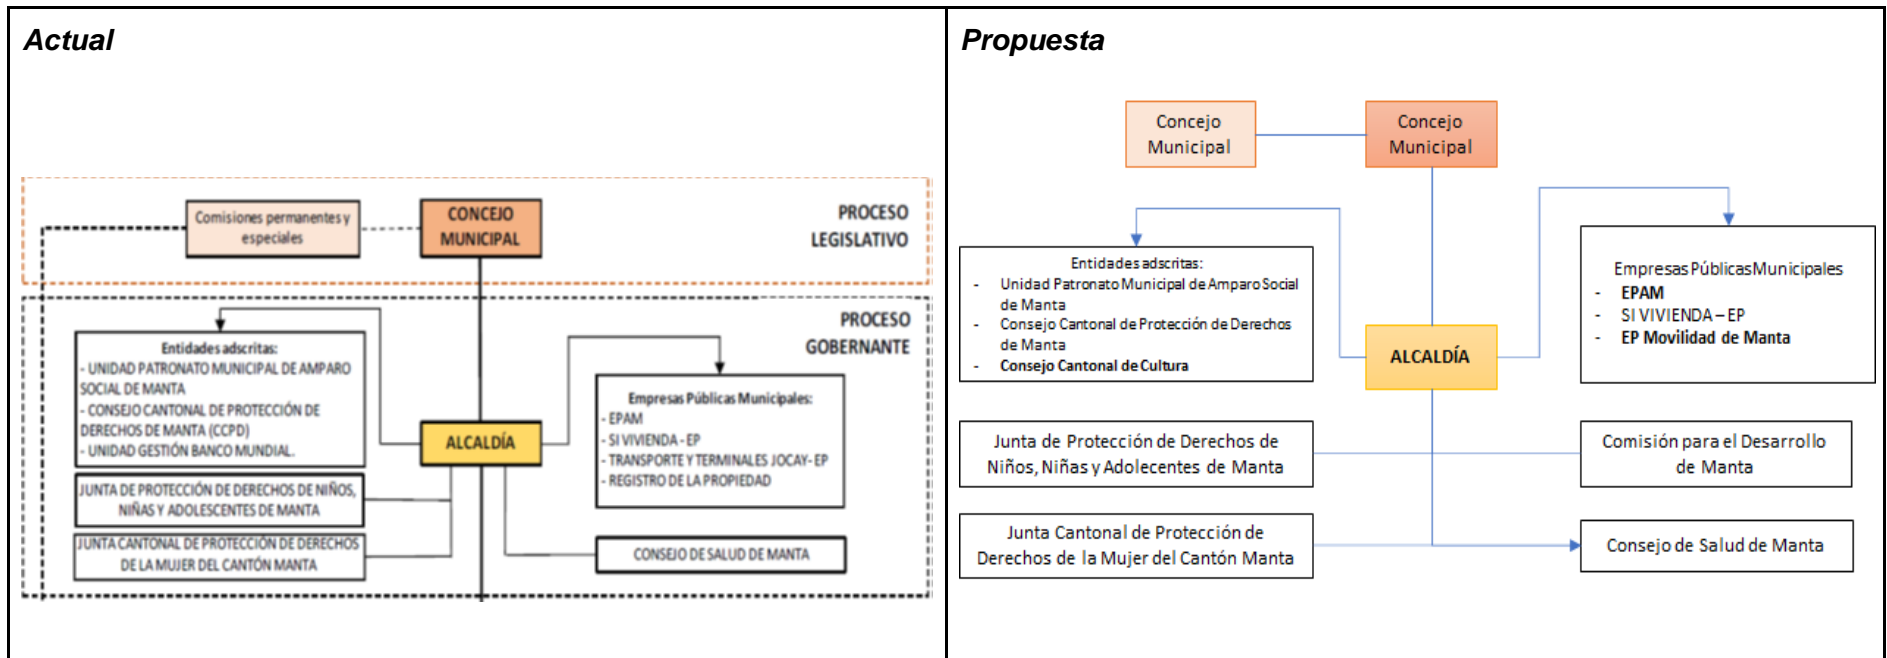 Actual
Comisiones permanentes y
especiales
CONCEJO
MUNICIPAL
PROCESO
LEGISLATIVO
PROCESO
GOBERNANTE
Entidades adscritas:
- UNIDAD PATRONATO MUNICIPAL DE AMPARO
SOCIAL DE MANTA
- CONSEJO CANTONAL DE PROTECCIÓN DE
DERECHOS DE MANTA (CCPD)
- UNIDAD GESTIÓN BANCO MUNDIAL.
ALCALDÍA
Empresas Públicas Municipales:
- EPAM
- SI VIVIENDA - EP
- TRANSPORTE Y TERMINALES JOCAY- EP
- REGISTRO DE LA PROPIEDAD
JUNTA DE PROTECCIÓN DE DERECHOS DE NIÑOS,
NIÑAS Y ADOLESCENTES DE MANTA
JUNTA CANTONAL DE PROTECCIÓN DE DERECHOS
DE LA MUJER DEL CANTÓN MANTA
CONSEJO DE SALUD DE MANTA
Propuesta
Concejo
Municipal
Concejo
Municipal
Entidades adscritas:
- Unidad Patronato Municipal de Amparo Social
de Manta
- Consejo Cantonal de Protección de Derechos
de Manta
- Consejo Cantonal de Cultura
Empresas Públicas Municipales
- EPAM
- SI VIVIENDA – EP
- EP Movilidad de Manta
ALCALDÍA
Junta de Protección de Derechos de
Niños, Niñas y Adolecentes de Manta
Comisión para el Desarrollo
de Manta
Junta Cantonal de Protección de
Derechos de la Mujer del Cantón Manta
Consejo de Salud de Manta